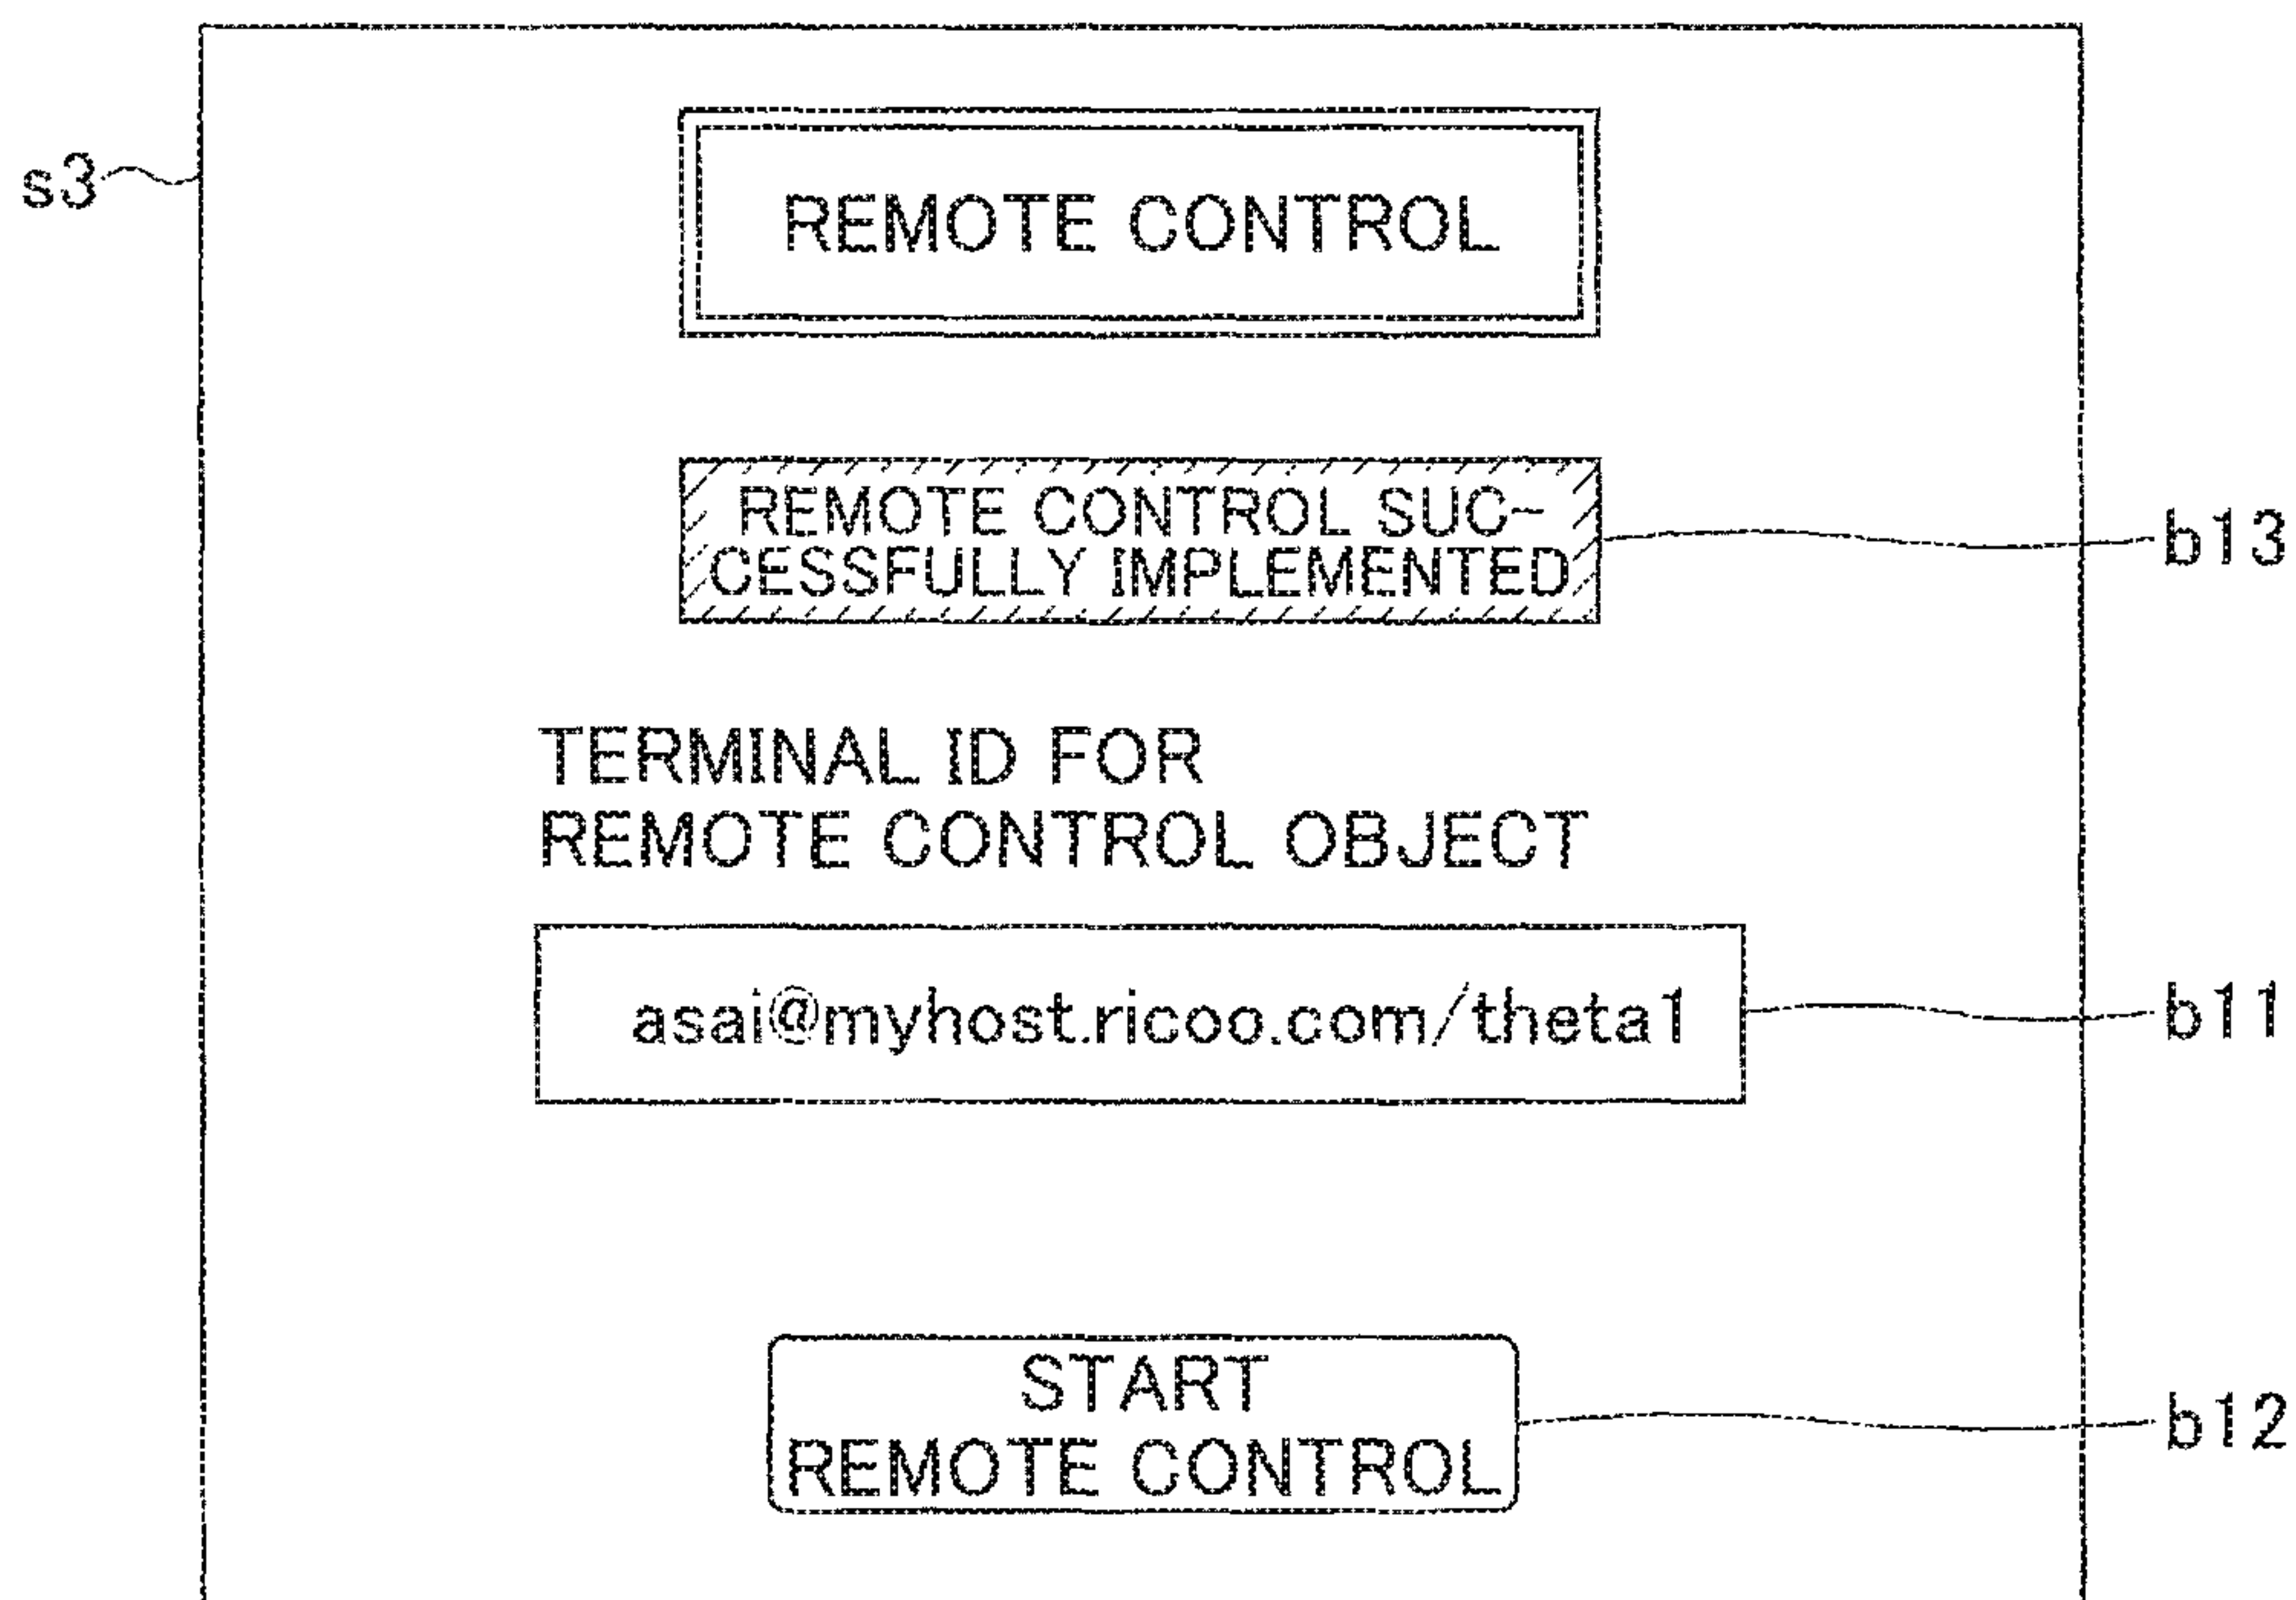 s3
REMOTE CONTROL
REMOTE CONTROL SUC-
CESSFULLY IMPLEMENTED
b13
TERMINAL ID FOR
REMOTE CONTROL OBJECT
asai@myhost.ricoo.com/theta1
b11
START
REMOTE CONTROL
b12